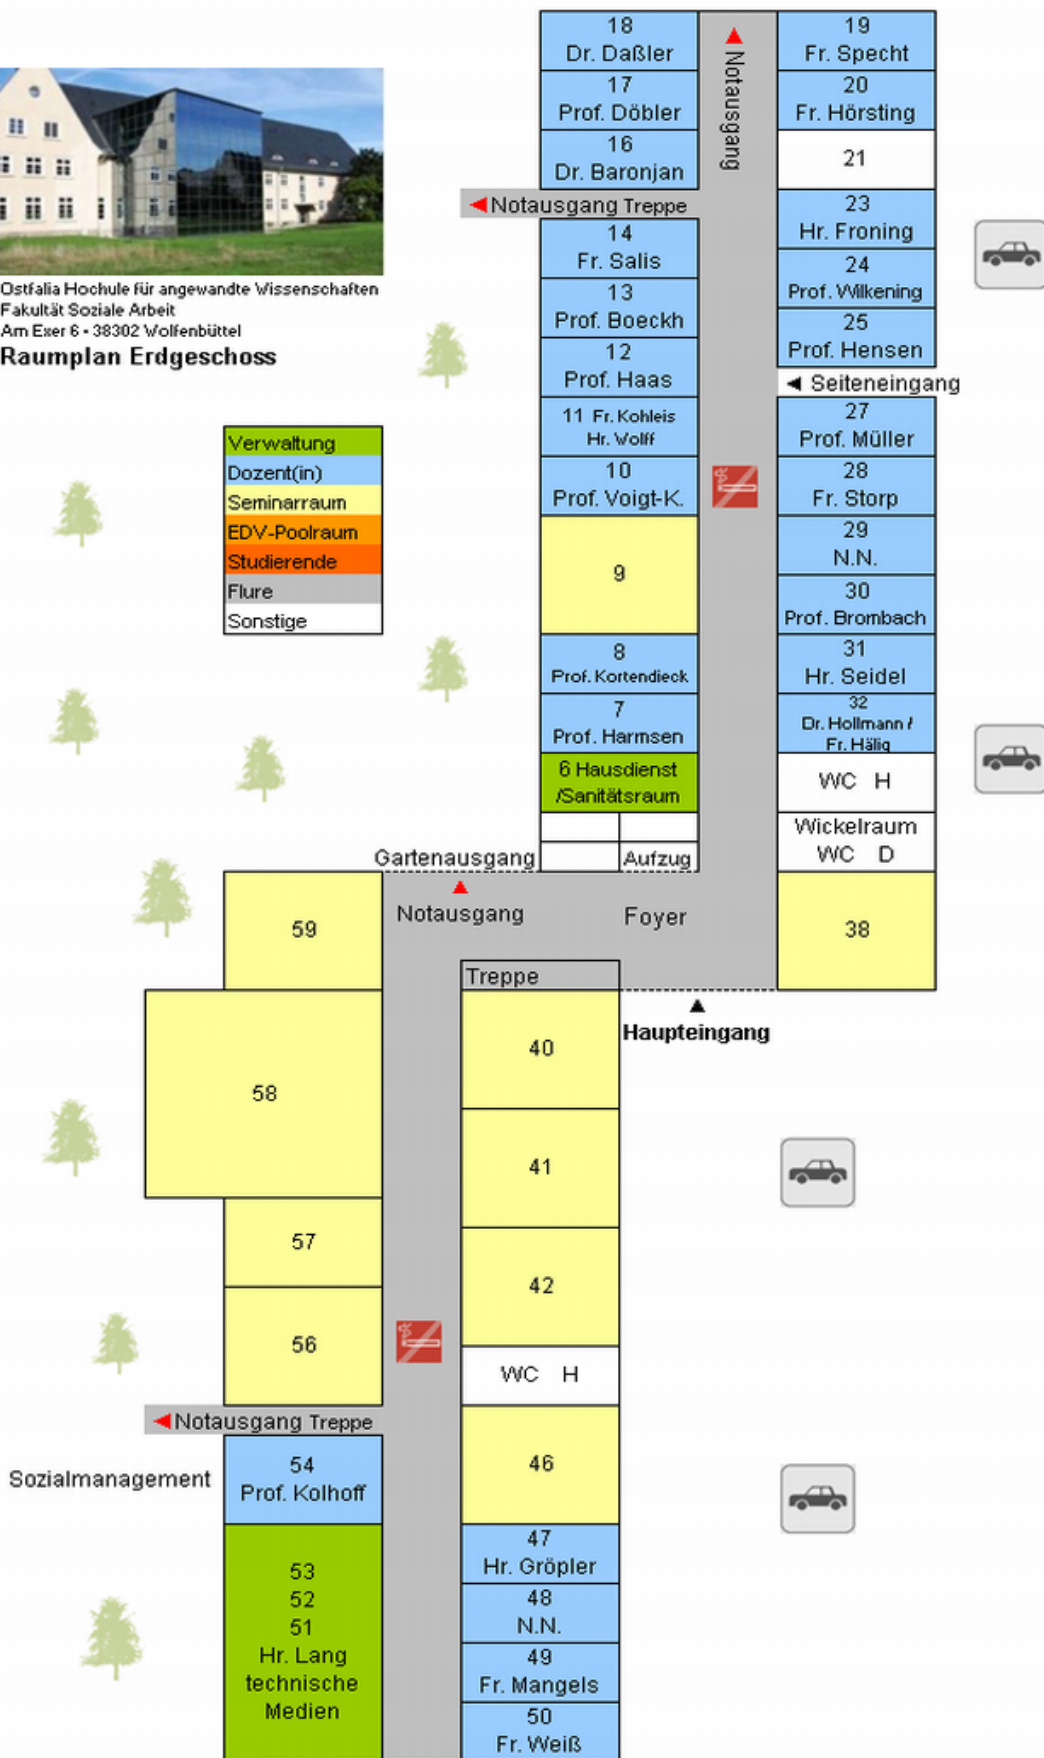 Ostfalia Hochule für angewandte Wissenschaften
Fakultät Soziale Arbeit
Am Exer 6 • 38302 Wolfenbüttel
Raumplan Erdgeschoss
Verwaltung
Dozent(in)
Seminarraum
EDV-Poolraum
Studierende
Flure
Sonstige
18
Dr. Daßler
17
Prof. Döbler
16
Dr. Baronjan
Notausgang Treppe
14
Fr. Salis
13
Prof. Boeckh
12
Prof. Haas
11 Fr. Kohleis
Hr. Wolff
10
Prof. Voigt-K.
9
8
Prof. Kortendieck
7
Prof. Harmsen
6 Hausdienst
/Sanitätsraum
Aufzug
Gartenausgang
Notausgang
19
Fr. Specht
20
Fr. Hörsting
21
23
Hr. Froning
24
Prof. Wilkening
25
Prof. Hensen
Seiteneingang
27
Prof. Müller
28
Fr. Storp
29
N.N.
30
Prof. Brombach
31
Hr. Seidel
32
Dr. Hollmann /
Fr. Hälig
WC H
Wickelraum
WC D
38
Notausgang
Foyer
Treppe
Haupteingang
59
58
57
56
Notausgang Treppe
Sozialmanagement
54
Prof. Kolhoff
53
52
51
Hr. Lang
technische
Medien
40
41
42
WC H
46
47
Hr. Gröpler
48
N.N.
49
Fr. Mangels
50
Fr. Weiß